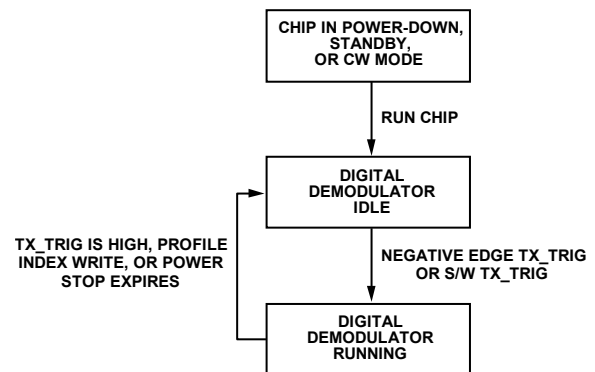 CHIP IN POWER-DOWN,
STANDBY,
OR CW MODE
RUN CHIP
DIGITAL
DEMODULATOR
IDLE
TX_TRIG IS HIGH, PROFILE
INDEX WRITE, OR POWER
STOP EXPIRES
NEGATIVE EDGE TX_TRIG
OR S/W TX_TRIG
DIGITAL
DEMODULATOR
RUNNING